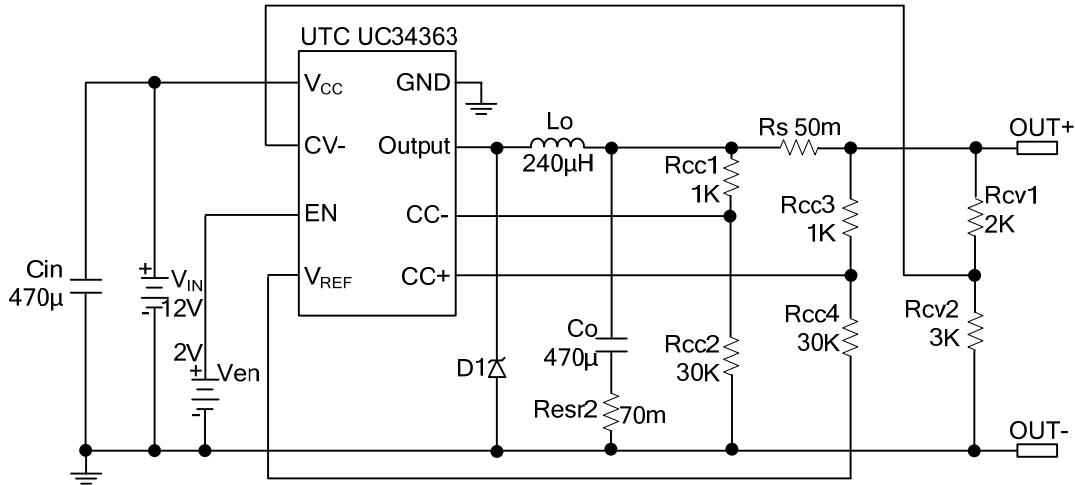 UTC UC34363
VCC
GND
CV-
Output
EN
CC-
VREF
CC+
Lo
240μH
Rs 50m
OUT+
Rcc1
1K
Rcc3
1K
Rcv1
2K
Cin
470μ
VIN
12V
2V
Ven
D1
Co
470μ
Resr2
70m
Rcc2
30K
Rcc4
30K
Rcv2
3K
OUT-
+
-
+
-